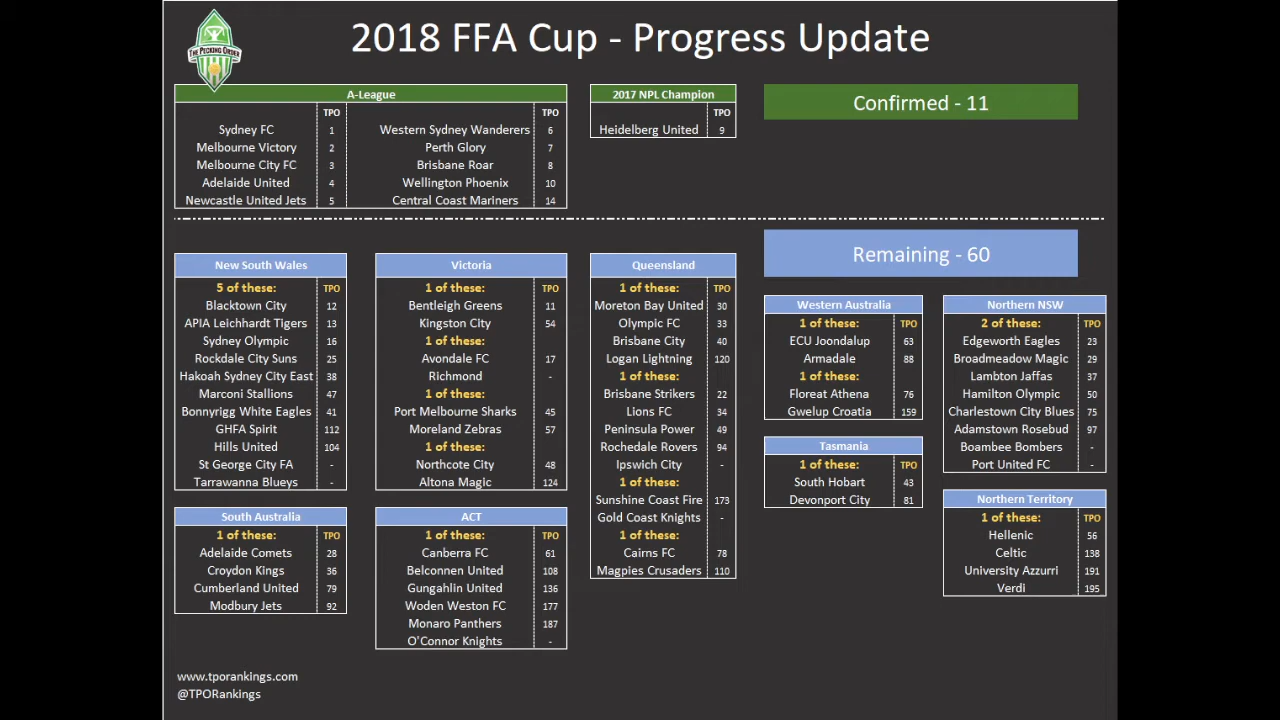 2018 FFA Cup - Progress Update
THE PECKING ORDER
A-League
TPO TPO
Sydney FC 1 Western Sydney Wanderers 6
Melbourne Victory 2 Perth Glory 7
Melbourne City FC 3 Brisbane Roar 8
Adelaide United 4 Wellington Phoenix 10
Newcastle United Jets 5 Central Coast Mariners 14
2017 NPL Champion
TPO
Heidelberg United 9
Confirmed - 11
Remaining - 60
New South Wales
5 of these: TPO
Blacktown City 12
APIA Leichhardt Tigers 13
Sydney Olympic 16
Rockdale City Suns 25
Hakoah Sydney City East 38
Marconi Stallions 47
Bonnyrigg White Eagles 41
GHFA Spirit 112
Hills United 104
St George City FA -
Tarrawanna Blueys -
Victoria
1 of these: TPO
Bentleigh Greens 11
Kingston City 54
1 of these:
Avondale FC 17
Richmond -
1 of these:
Port Melbourne Sharks 45
Moreland Zebras 57
1 of these:
Northcote City 48
Altona Magic 124
Queensland
1 of these: TPO
Moreton Bay United 30
Olympic FC 33
Brisbane City 40
Logan Lightning 120
1 of these:
Brisbane Strikers 22
Lions FC 34
Peninsula Power 49
Rochedale Rovers 94
Ipswich City -
1 of these:
Sunshine Coast Fire 173
Gold Coast Knights -
1 of these:
Cairns FC 78
Magpies Crusaders 110
Western Australia
1 of these: TPO
ECU Joondalup 63
Armadale 88
1 of these:
Floreat Athena 76
Gwelup Croatia 159
Northern NSW
2 of these: TPO
Edgeworth Eagles 23
Broadmeadow Magic 29
Lambton Jaffas 37
Hamilton Olympic 50
Charlestown City Blues 75
Adamstown Rosebud 97
Boambee Bombers -
Port United FC -
Tasmania
1 of these: TPO
South Hobart 43
Devonport City 81
Northern Territory
1 of these: TPO
Hellenic 56
Celtic 138
University Azzurri 191
Verdi 195
South Australia
1 of these: TPO
Adelaide Comets 28
Croydon Kings 36
Cumberland United 79
Modbury Jets 92
ACT
1 of these: TPO
Canberra FC 61
Belconnen United 108
Gungahlin United 136
Woden Weston FC 177
Monaro Panthers 187
O'Connor Knights -
www.tporankings.com
@TPORankings